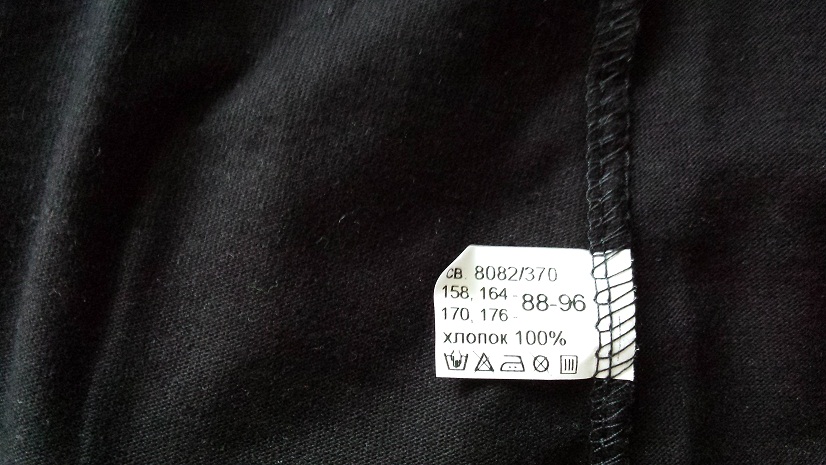 св. 8082/370
158, 164 -
88-96
170, 176 -
хлопок 100%